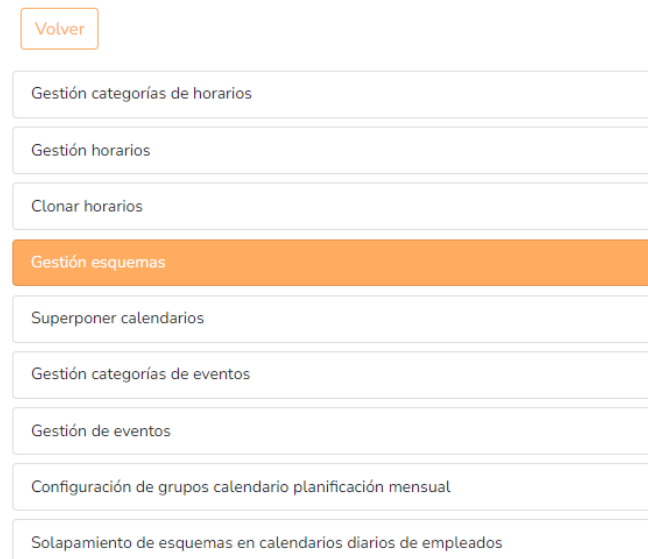 Volver
Gestión categorías de horarios
Gestión horarios
Clonar horarios
Gestión esquemas
Superponer calendarios
Gestión categorías de eventos
Gestión de eventos
Configuración de grupos calendario planificación mensual
Solapamiento de esquemas en calendarios diarios de empleados